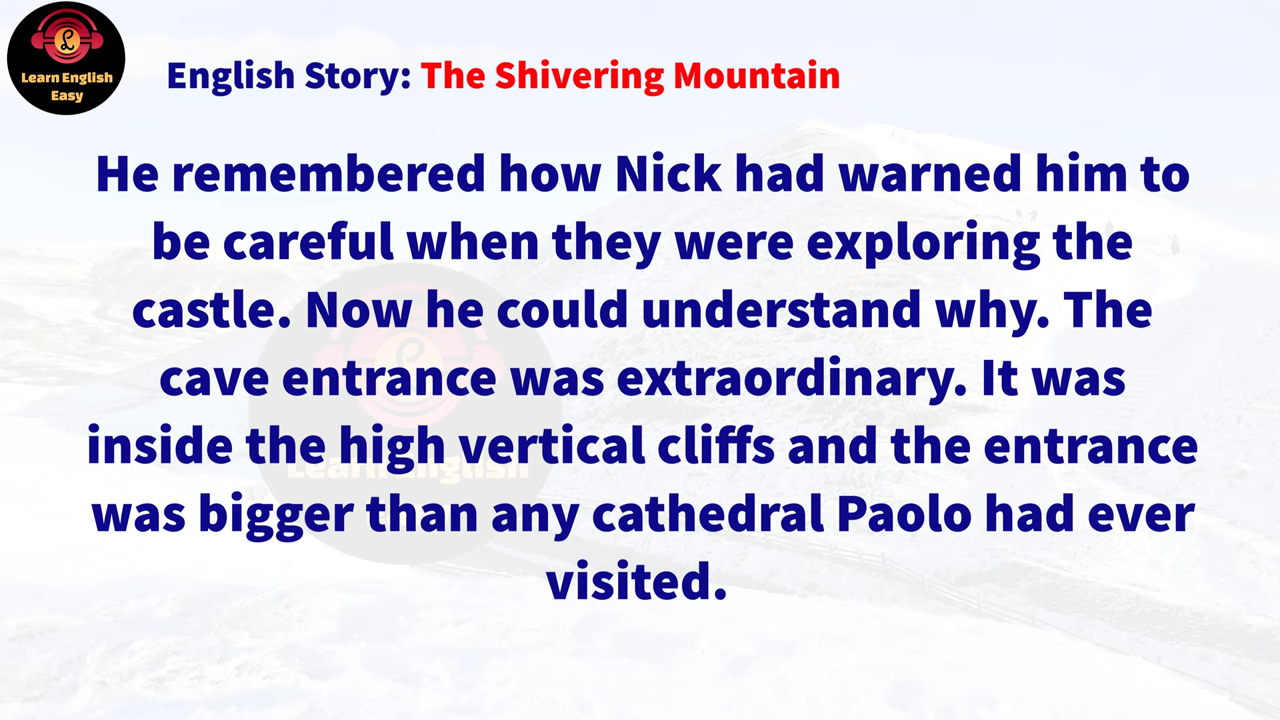 Learn English
Easy
English Story: The Shivering Mountain
He remembered how Nick had warned him to
be careful when they were exploring the
castle. Now he could understand why. The
cave entrance was extraordinary. It was
inside the high vertical cliffs and the entrance
was bigger than any cathedral Paolo had ever
visited.
Learn English